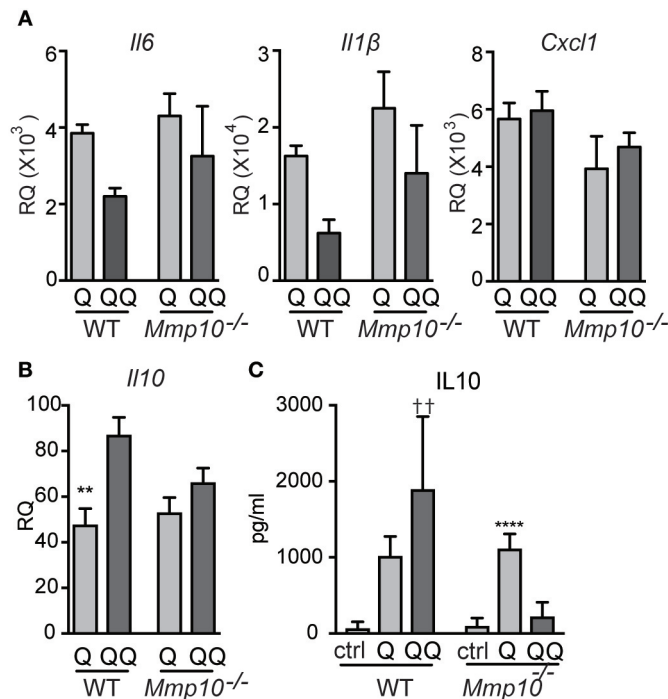 A
Il6
Il1β
Cxcl1
6
4
2
0
RQ (X10³)
Q QQ Q QQ
WT Mmp10-/-
3
2
1
0
RQ (X10⁴)
Q QQ Q QQ
WT Mmp10-/-
8
6
4
2
0
RQ (X10³)
Q QQ Q QQ
WT Mmp10-/-
B
Il10
100
80
60
40
20
0
RQ
**
Q QQ Q QQ
WT Mmp10-/-
C
IL10
3000
2000
1000
0
pg/ml
††
****
ctrl Q QQ ctrl Q QQ
WT Mmp10-/-